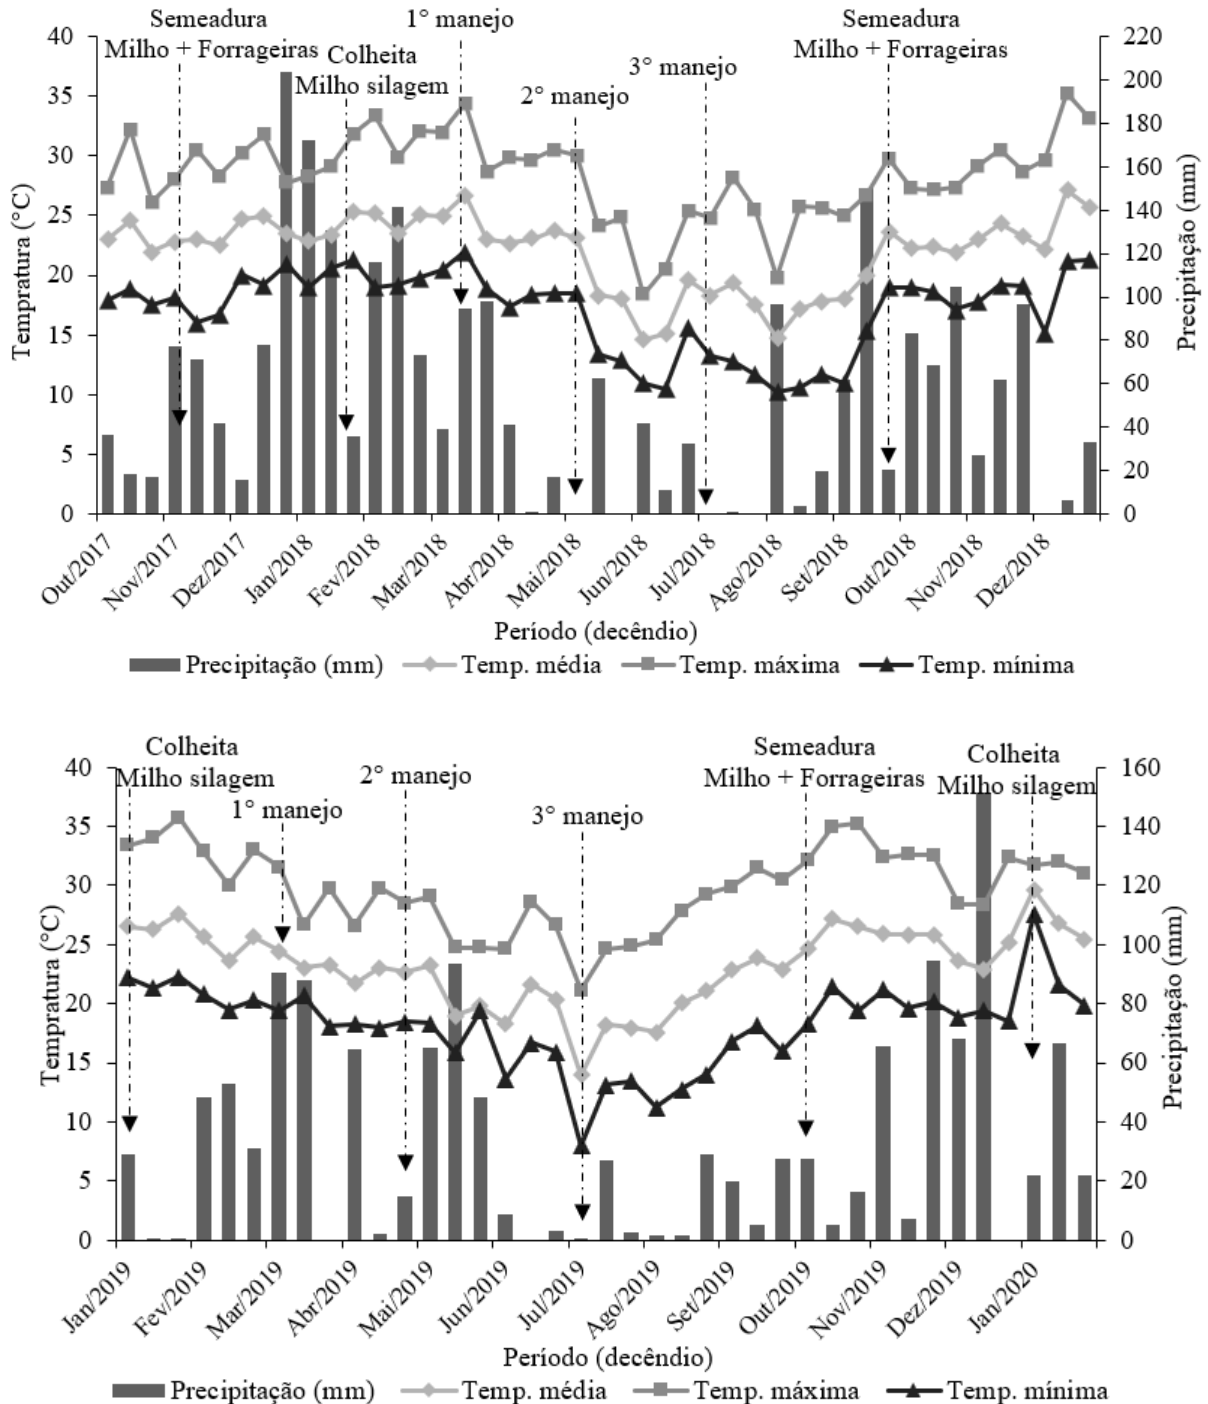 Semeadura
Milho + Forrageiras
Colheita
Milho silagem
1° manejo
2° manejo
3° manejo
Semeadura
Milho + Forrageiras
Tempratura (°C)
40
35
30
25
20
15
10
5
0
Precipitação (mm)
220
200
180
160
140
120
100
80
60
40
20
0
Out/2017
Nov/2017
Dez/2017
Jan/2018
Fev/2018
Mar/2018
Abr/2018
Mai/2018
Jun/2018
Jul/2018
Ago/2018
Set/2018
Out/2018
Nov/2018
Dez/2018
Período (decêndio)
Precipitação (mm) Temp. média Temp. máxima Temp. mínima
Colheita
Milho silagem
1° manejo
2° manejo
3° manejo
Semeadura
Milho + Forrageiras
Colheita
Milho silagem
Tempratura (°C)
40
35
30
25
20
15
10
5
0
Precipitação (mm)
160
140
120
100
80
60
40
20
0
Jan/2019
Fev/2019
Mar/2019
Abr/2019
Mai/2019
Jun/2019
Jul/2019
Ago/2019
Set/2019
Out/2019
Nov/2019
Dez/2019
Jan/2020
Período (decêndio)
Precipitação (mm) Temp. média Temp. máxima Temp. mínima